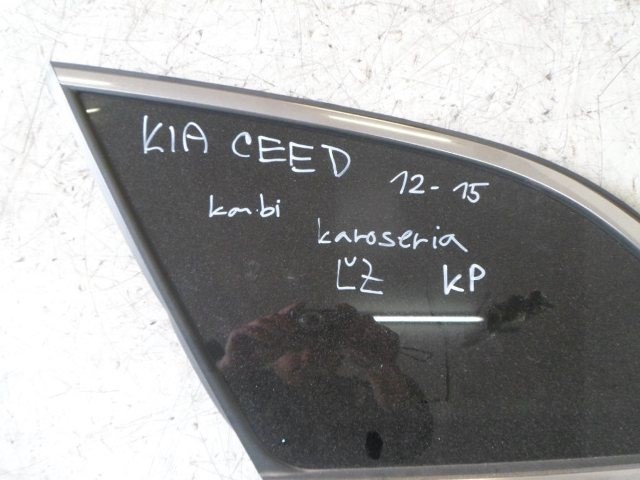 KIA CEED
12-15
kombi
karoseria
ĽZ KP